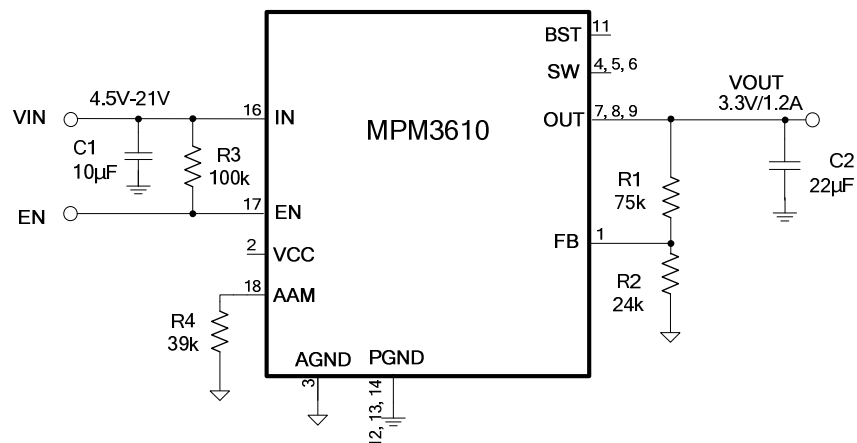 BST
11
SW
4, 5, 6
VOUT
3.3V/1.2A
4.5V-21V
VIN
16
IN
MPM3610
OUT
7, 8, 9
C1
10µF
R3
100k
R1
75k
C2
22µF
EN
17
EN
FB
1
2
VCC
R2
24k
18
AAM
R4
39k
AGND
PGND
3
12, 13, 14